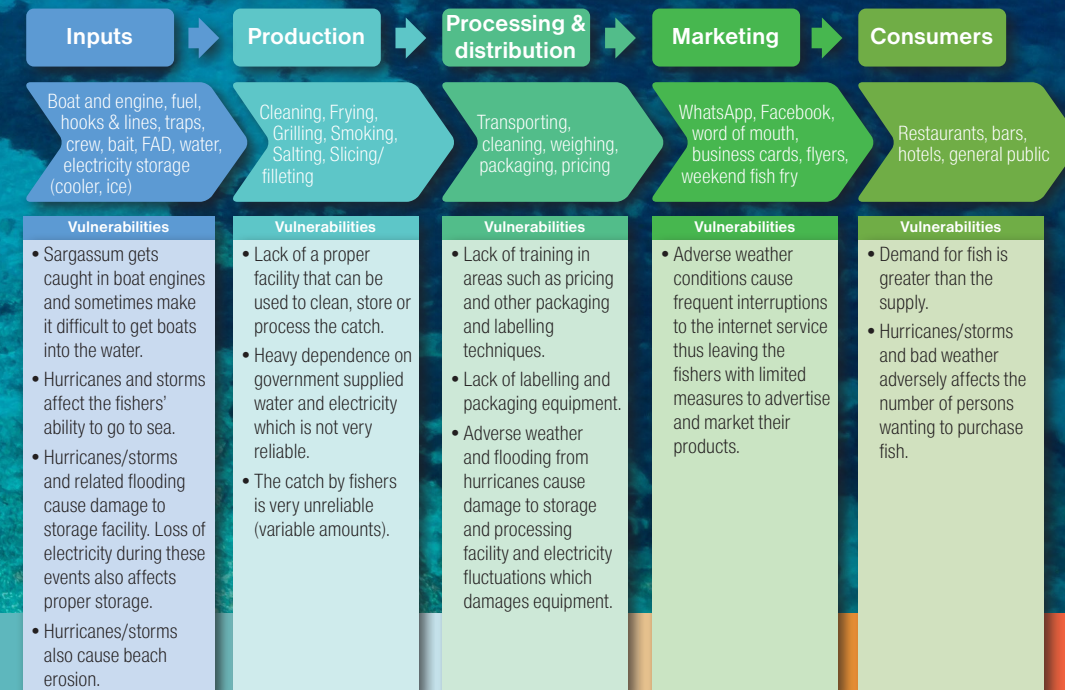 Inputs
Production
Processing &
distribution
Marketing
Consumers
Boat and engine, fuel,
hooks & lines, traps,
crew, bait, FAD, water,
electricity storage
(cooler, ice)
Cleaning, Frying,
Grilling, Smoking,
Salting, Slicing/
filleting
Transporting,
cleaning, weighing,
packaging, pricing
WhatsApp, Facebook,
word of mouth,
business cards, flyers,
weekend fish fry
Restaurants, bars,
hotels, general public
Vulnerabilities
• Sargassum gets
caught in boat engines
and sometimes make
it difficult to get boats
into the water.
• Hurricanes and storms
affect the fishers'
ability to go to sea.
• Hurricanes/storms
and related flooding
cause damage to
storage facility. Loss of
electricity during these
events also affects
proper storage.
• Hurricanes/storms
also cause beach
erosion.
Vulnerabilities
• Lack of a proper
facility that can be
used to clean, store or
process the catch.
• Heavy dependence on
government supplied
water and electricity
which is not very
reliable.
• The catch by fishers
is very unreliable
(variable amounts).
Vulnerabilities
• Lack of training in
areas such as pricing
and other packaging
and labelling
techniques.
• Lack of labelling and
packaging equipment.
• Adverse weather
and flooding from
hurricanes cause
damage to storage
and processing
facility and electricity
fluctuations which
damages equipment.
Vulnerabilities
• Adverse weather
conditions cause
frequent interruptions
to the internet service
thus leaving the
fishers with limited
measures to advertise
and market their
products.
Vulnerabilities
• Demand for fish is
greater than the
supply.
• Hurricanes/storms
and bad weather
adversely affects the
number of persons
wanting to purchase
fish.